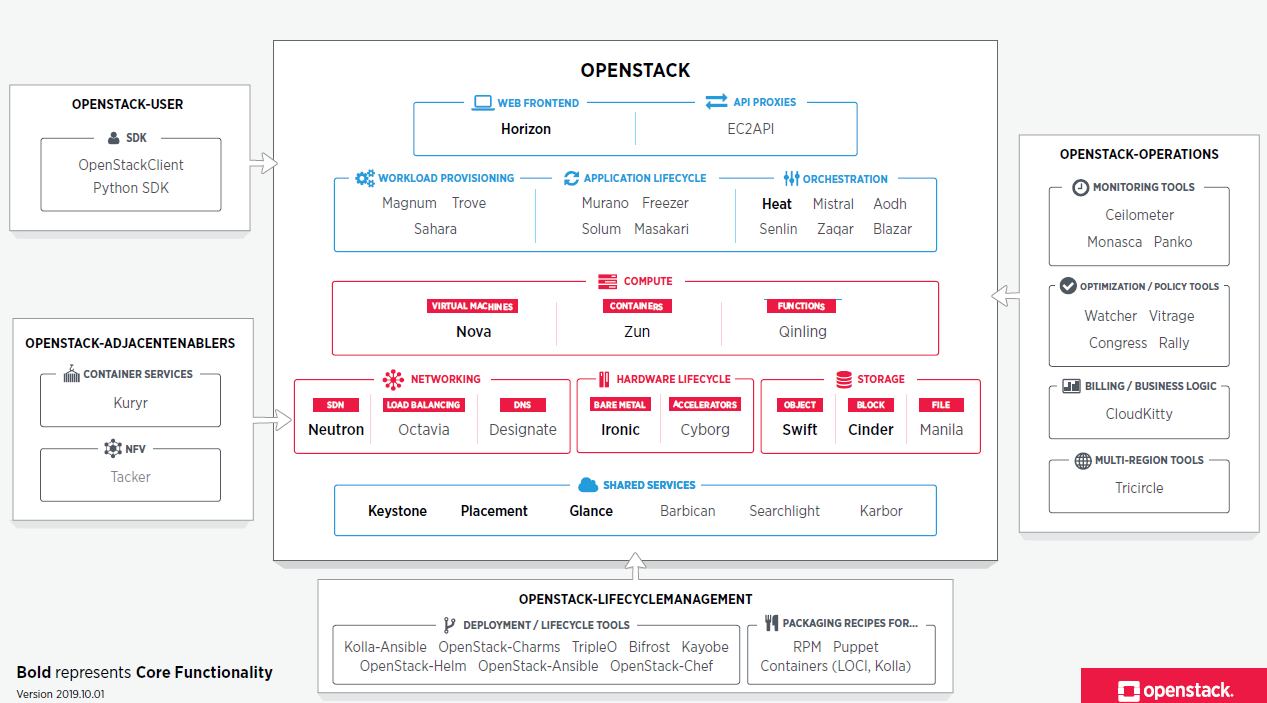 OPENSTACK
WEB FRONTEND
API PROXIES
Horizon
EC2API
WORKLOAD PROVISIONING
APPLICATION LIFECYCLE
ORCHESTRATION
Magnum Trove
Sahara
Murano Freezer
Solum Masakari
Heat Mistral Aodh
Senlin Zaqar Blazar
COMPUTE
VIRTUAL MACHINES
Nova
CONTAINERS
Zun
FUNCTIONS
Qinling
NETWORKING
SDN
Neutron
LOAD BALANCING
Octavia
DNS
Designate
HARDWARE LIFECYCLE
BARE METAL
Ironic
ACCELERATORS
Cyborg
STORAGE
OBJECT
Swift
BLOCK
Cinder
FILE
Manila
SHARED SERVICES
Keystone Placement Glance Barbican Searchlight Karbor
OPENSTACK-USER
SDK
OpenStackClient
Python SDK
OPENSTACK-ADJACENTENABLERS
CONTAINER SERVICES
Kuryr
NFV
Tacker
OPENSTACK-OPERATIONS
MONITORING TOOLS
Ceilometer
Monasca Panko
OPTIMIZATION / POLICY TOOLS
Watcher Vitrage
Congress Rally
BILLING / BUSINESS LOGIC
CloudKitty
MULTI-REGION TOOLS
Tricircle
OPENSTACK-LIFECYCLEMANAGEMENT
DEPLOYMENT / LIFECYCLE TOOLS
Kolla-Ansible OpenStack-Charms TripleO Bifrost Kayobe
OpenStack-Helm OpenStack-Ansible OpenStack-Chef
PACKAGING RECIPES FOR...
RPM Puppet
Containers (LOCI, Kolla)
Bold represents Core Functionality
Version 2019.10.01
openstack.